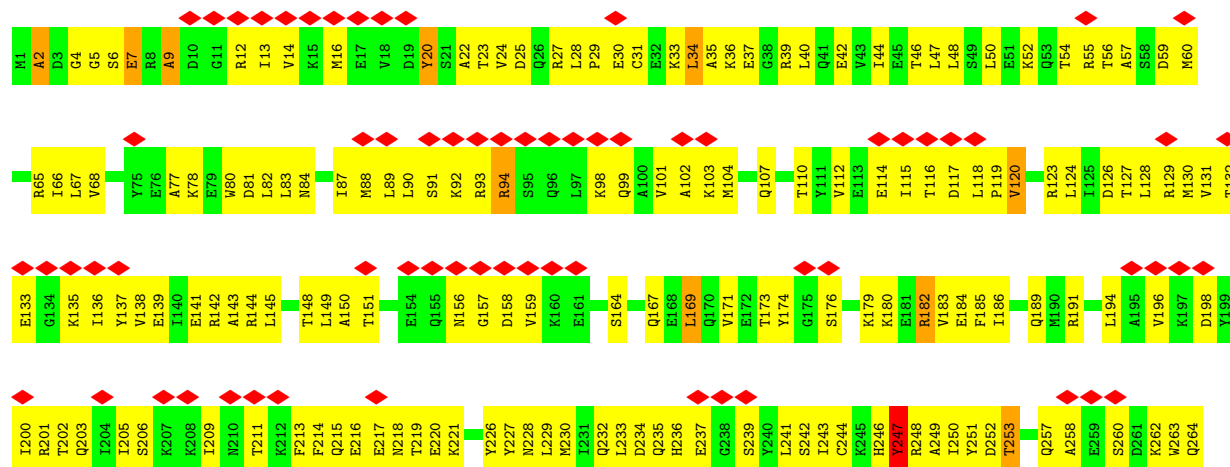 M1 A2 D3 G4 G5 S6 E7 R8 A9 D10 G11 R12 I13 V14 K15 M16 E17 V18 D19 Y20 S21 A22 T23 V24 D25 Q26 R27 L28 P29 E30 C31 E32 K33 L34 A35 K36 E37 G38 R39 L40 Q41 E42 V43 I44 E45 T46 L47 L48 S49 L50 E51 K52 Q53 T54 R55 T56 A57 S58 D59 M60
R65 I66 L67 V68 Y75 E76 A77 K78 E79 W80 D81 L82 L83 N84 I87 M88 L89 L90 S91 K92 R93 R94 S95 Q96 L97 K98 Q99 A100 V101 A102 K103 M104 Q107 T110 Y111 V112 E113 E114 I115 T116 D117 L118 P119 V120 R123 L124 I125 D126 T127 L128 R129 M130 V131 T132
E133 G134 K135 I136 Y137 V138 E139 I140 E141 R142 A143 R144 L145 T148 L149 A150 T151 E154 Q155 N156 G157 D158 V159 K160 E161 S164 Q167 E168 L169 Q170 V171 E172 T173 Y174 G175 S176 K179 K180 E181 R182 V183 E184 F185 I186 Q189 M190 R191 L194 A195 V196 K197 D198 Y199
I200 R201 T202 Q203 I204 I205 S206 K207 K208 I209 N210 T211 K212 F213 F214 Q215 E216 E217 N218 T219 E220 K221 Y226 Y227 N228 L229 M230 I231 Q232 L233 D234 Q235 H236 E237 G238 S239 Y240 L241 S242 I243 C244 K245 H246 Y247 R248 A249 I250 Y251 D252 T253 Q257 A258 E259 S260 D261 K262 W263 Q264